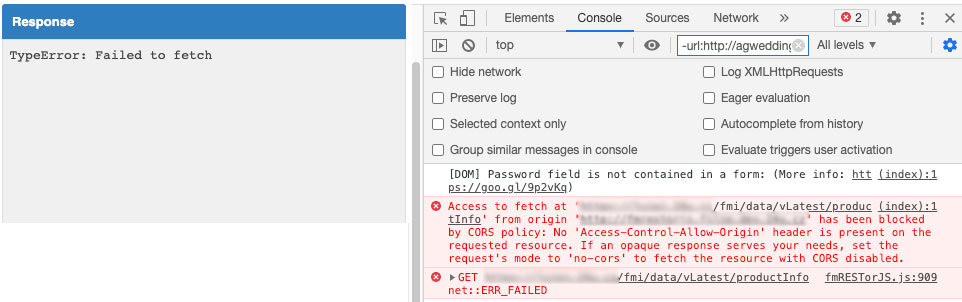 Response
TypeError: Failed to fetch
Elements Console Sources Network » 2
top -url:http://agwedding All levels
Hide network Log XMLHttpRequests
Preserve log Eager evaluation
Selected context only Autocomplete from history
Group similar messages in console Evaluate triggers user activation
[DOM] Password field is not contained in a form: (More info: htt (index):1
ps://goo.gl/9p2vKq)
Access to fetch at ' /fmi/data/vLatest/produc (index):1
tInfo' from origin ' ' has been blocked
by CORS policy: No 'Access-Control-Allow-Origin' header is present on the
requested resource. If an opaque response serves your needs, set the
request's mode to 'no-cors' to fetch the resource with CORS disabled.
GET /fmi/data/vLatest/productInfo fmRESTorJS.js:909
net::ERR_FAILED